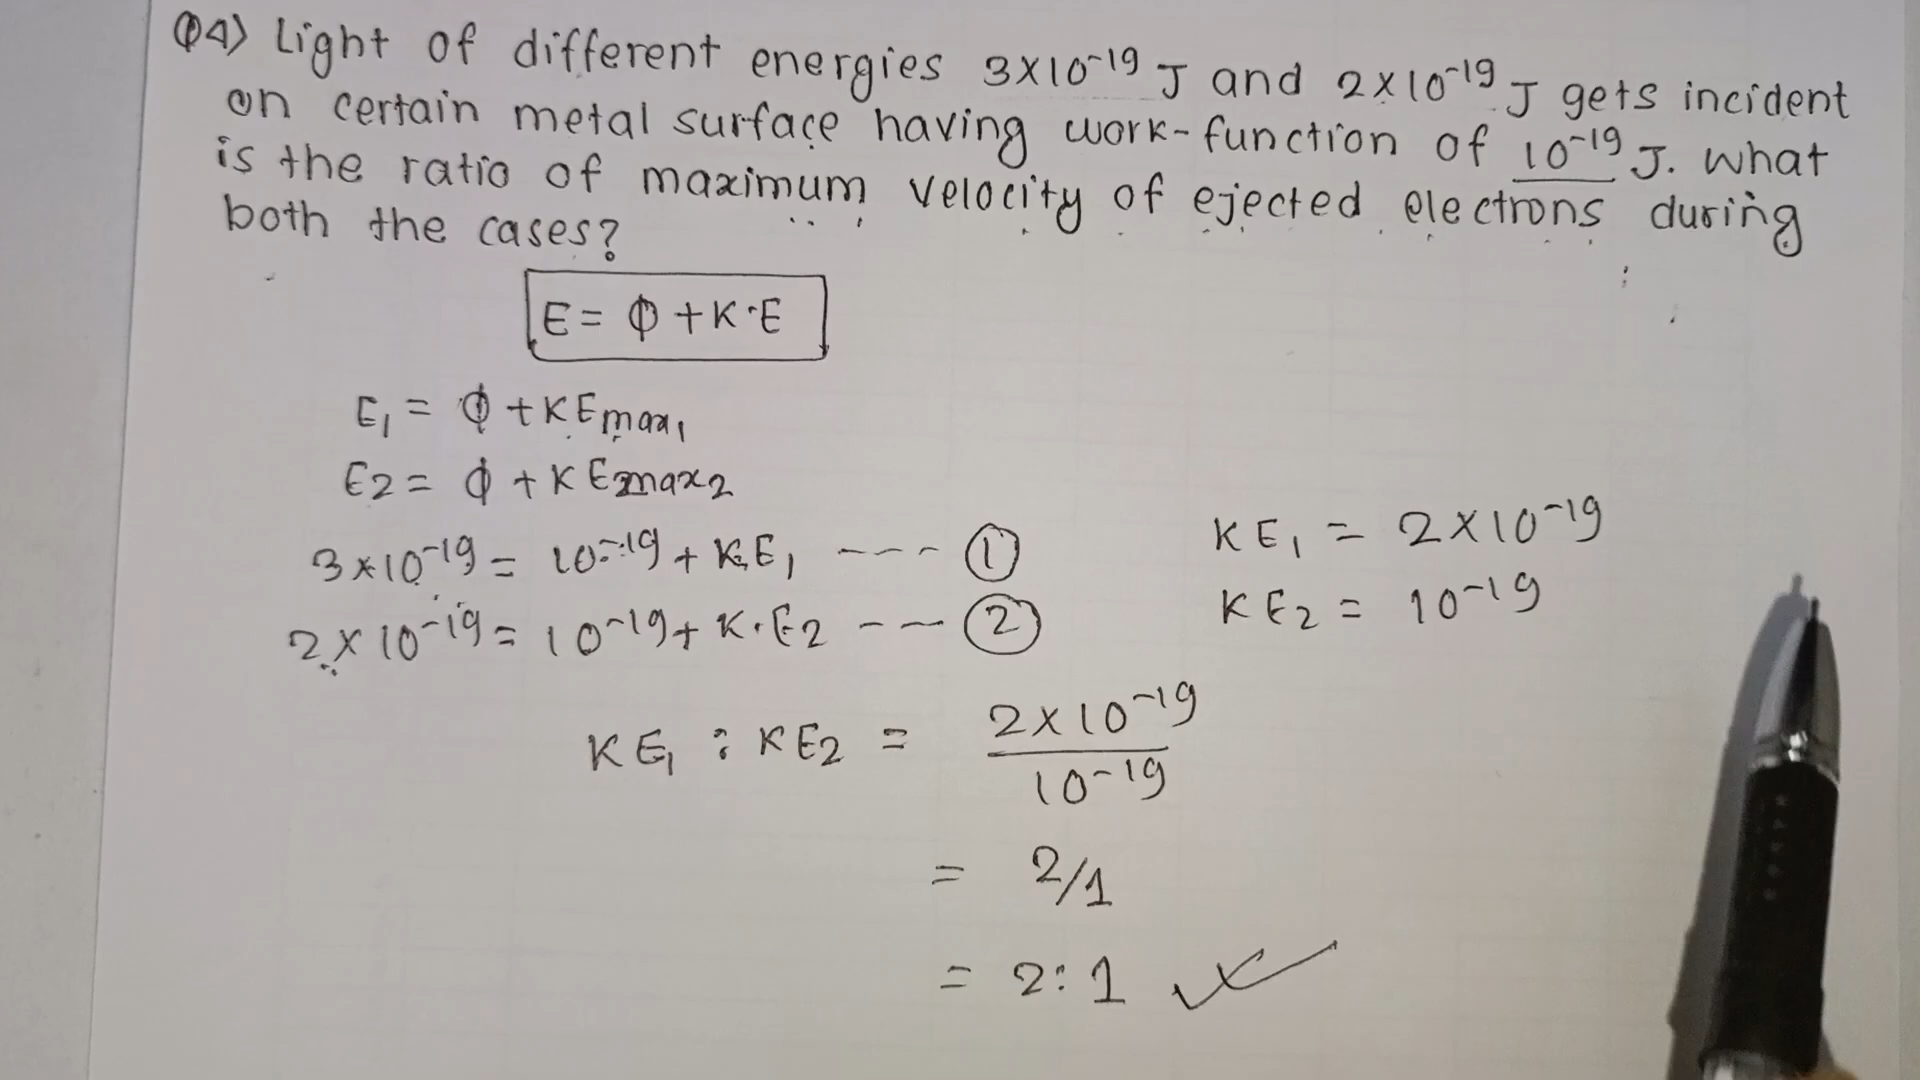 Q4) Light of different energies 3×10⁻¹⁹ J and 2×10⁻¹⁹ J gets incident
on certain metal surface having work-function of 10⁻¹⁹ J. What
is the ratio of maximum velocity of ejected electrons during
both the cases?
E = Φ + K·E
E₁ = Φ + KEmax₁
E2 = Φ + KEmax2
3×10⁻¹⁹ = 10⁻¹⁹ + K.E₁ --- ①
2×10⁻¹⁹ = 10⁻¹⁹ + K·E2 -- ②
KE₁ = 2×10⁻¹⁹
KE2 = 10⁻¹⁹
KE₁ : KE2 = 2×10⁻¹⁹ / 10⁻¹⁹
= 2/1
= 2:1 ✓